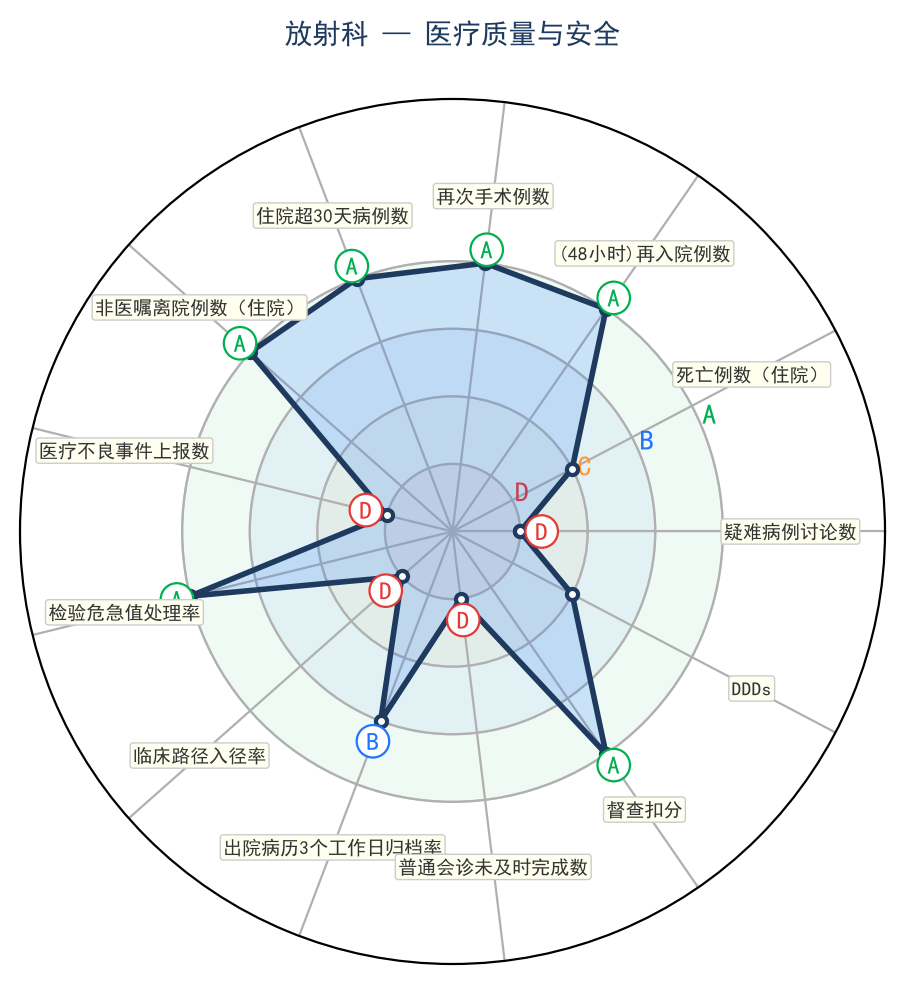 放射科 — 医疗质量与安全
再次手术例数
住院超30天病例数
A
(48小时)再入院例数
A
A
非医嘱离院例数（住院）
A
死亡例数（住院）
A
B
医疗不良事件上报数
C
D
D
D
疑难病例讨论数
A
检验危急值处理率
D
D
DDDs
B
临床路径入径率
A
督查扣分
出院病历3个工作日归档率
普通会诊未及时完成数